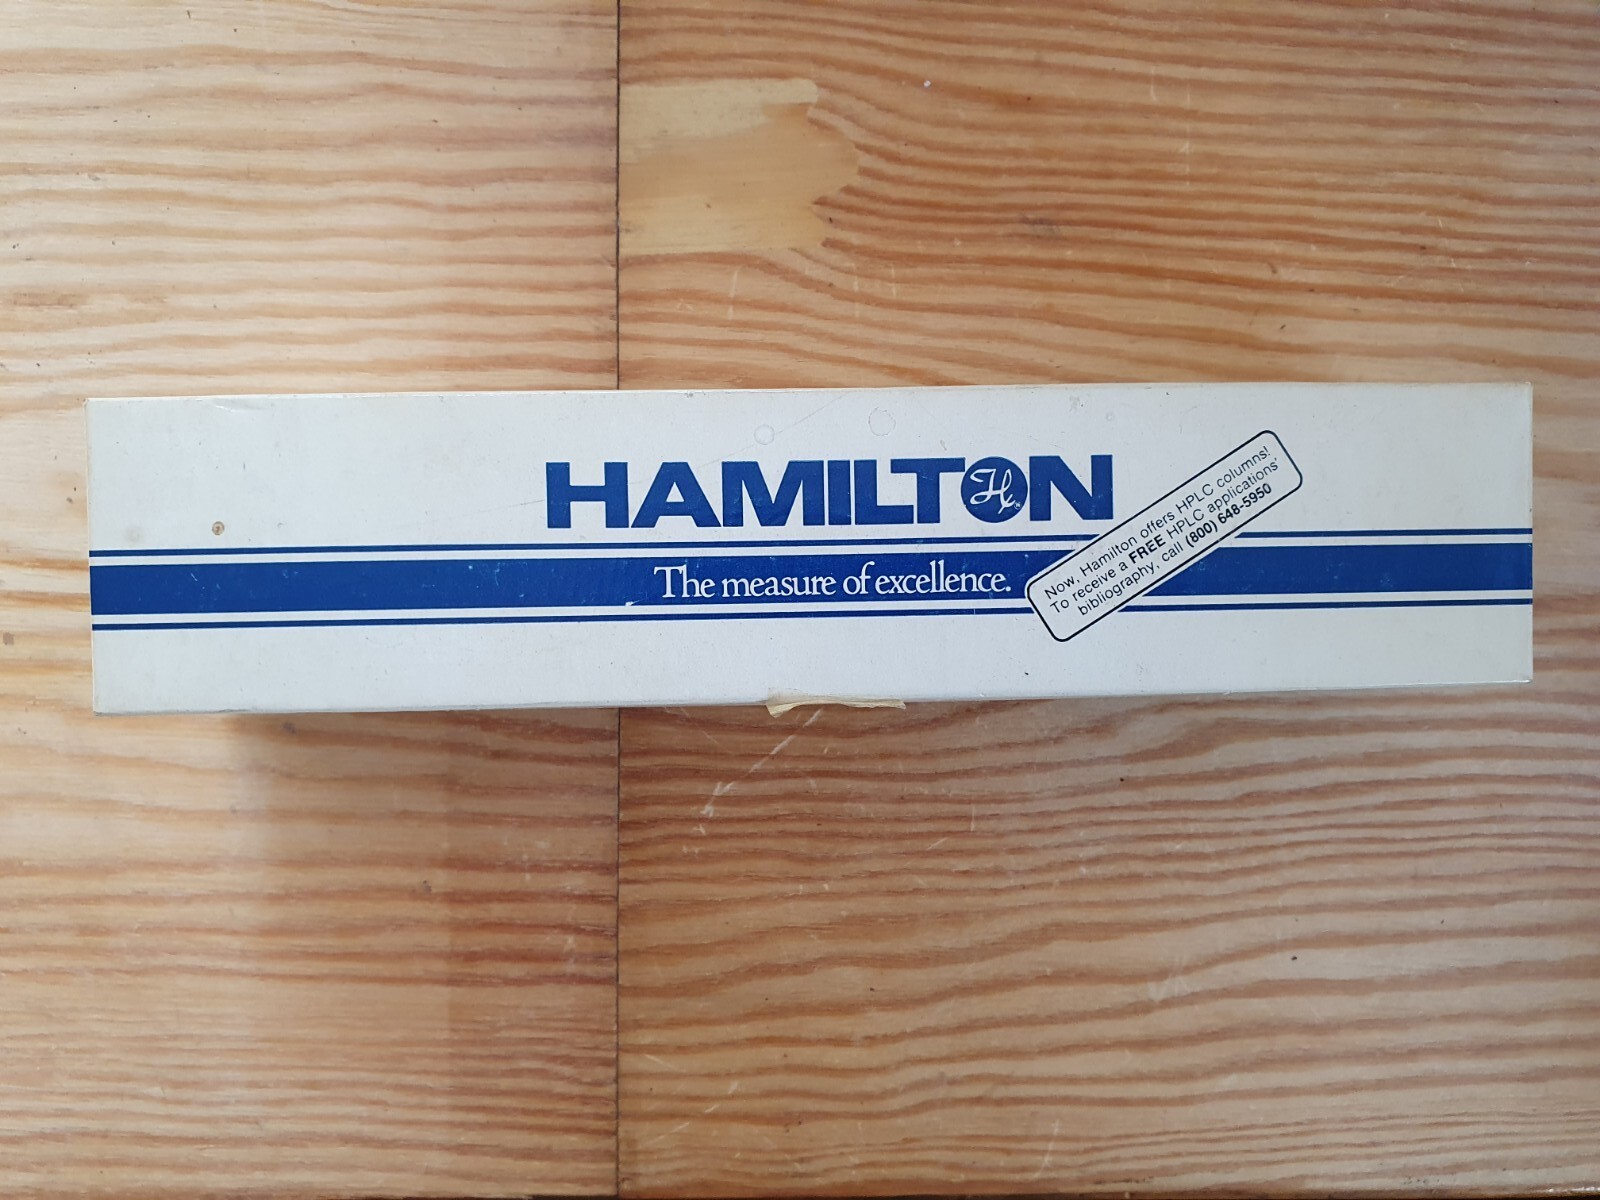 HAMILTON
The measure of excellence.
Now, Hamilton offers HPLC columns!
To receive a FREE HPLC applications'
bibliography, call (800) 648-5950